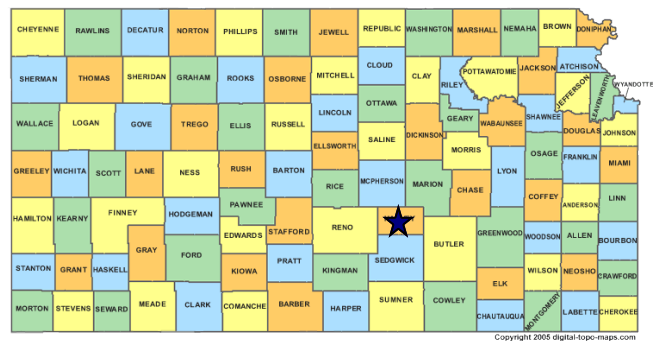 CHEYENNE RAWLINS DECATUR NORTON PHILLIPS SMITH JEWELL REPUBLIC WASHINGTON MARSHALL NEMAHA BROWN DONIPHAN
SHERMAN THOMAS SHERIDAN GRAHAM ROOKS OSBORNE MITCHELL CLOUD CLAY RILEY POTTAWATOMIE JACKSON ATCHISON
JEFFERSON LEAVENWORTH WYANDOTTE
WALLACE LOGAN GOVE TREGO ELLIS RUSSELL LINCOLN OTTAWA DICKINSON GEARY WABAUNSEE SHAWNEE DOUGLAS JOHNSON
ELLSWORTH SALINE MORRIS
GREELEY WICHITA SCOTT LANE NESS RUSH BARTON RICE MCPHERSON MARION CHASE LYON OSAGE FRANKLIN MIAMI
HAMILTON KEARNY FINNEY HODGEMAN PAWNEE STAFFORD RENO COFFEY ANDERSON LINN
GRAY FORD EDWARDS BUTLER GREENWOOD WOODSON ALLEN BOURBON
STANTON GRANT HASKELL KIOWA PRATT KINGMAN SEDGWICK ELK WILSON NEOSHO CRAWFORD
MORTON STEVENS SEWARD MEADE CLARK COMANCHE BARBER HARPER SUMNER COWLEY CHAUTAUQUA MONTGOMERY LABETTE CHEROKEE
Copyright 2005 digital-topo-maps.com